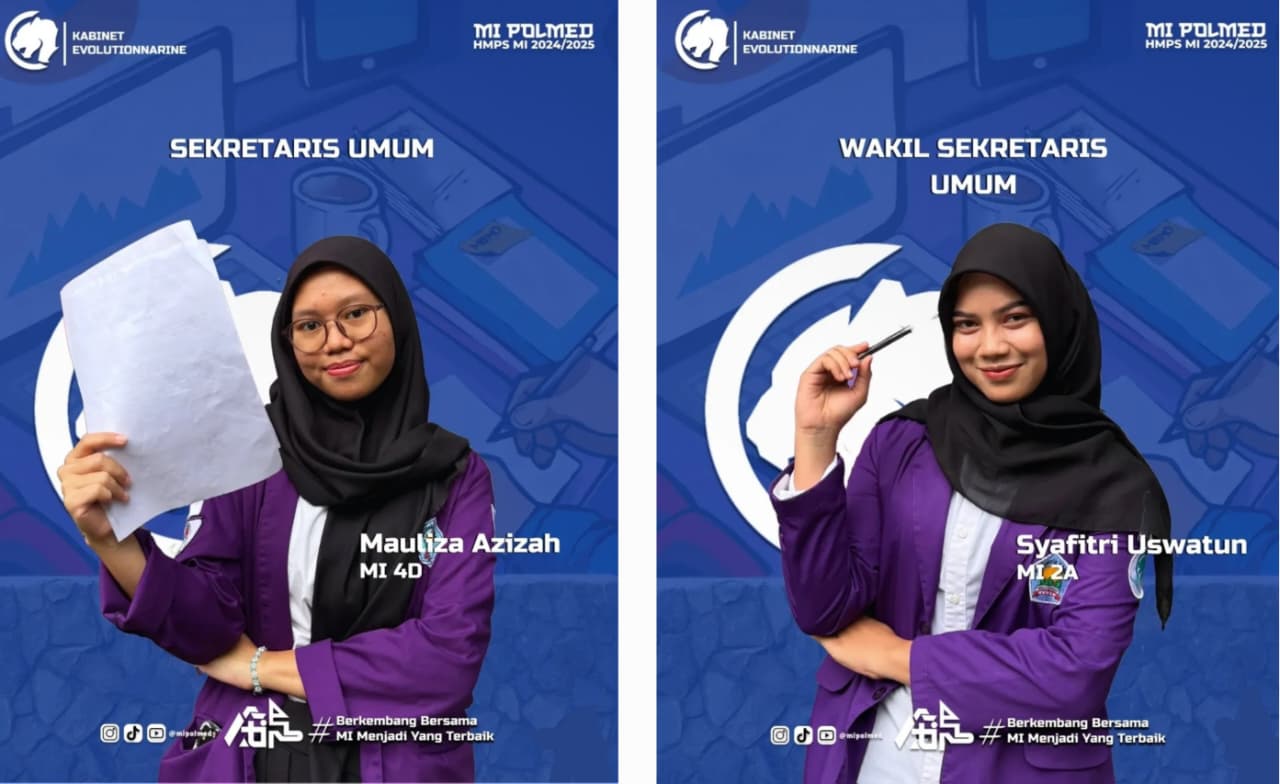 KABINET
EVOLUTIONNARINE
MI POLMED
HMPS MI 2024/2025
SEKRETARIS UMUM
Mauliza Azizah
MI 4D
@mipolmed
#Berkembang Bersama
MI Menjadi Yang Terbaik
KABINET
EVOLUTIONNARINE
MI POLMED
HMPS MI 2024/2025
WAKIL SEKRETARIS
UMUM
Syafitri Uswatun
MI 2A
@mipolmed
#Berkembang Bersama
MI Menjadi Yang Terbaik